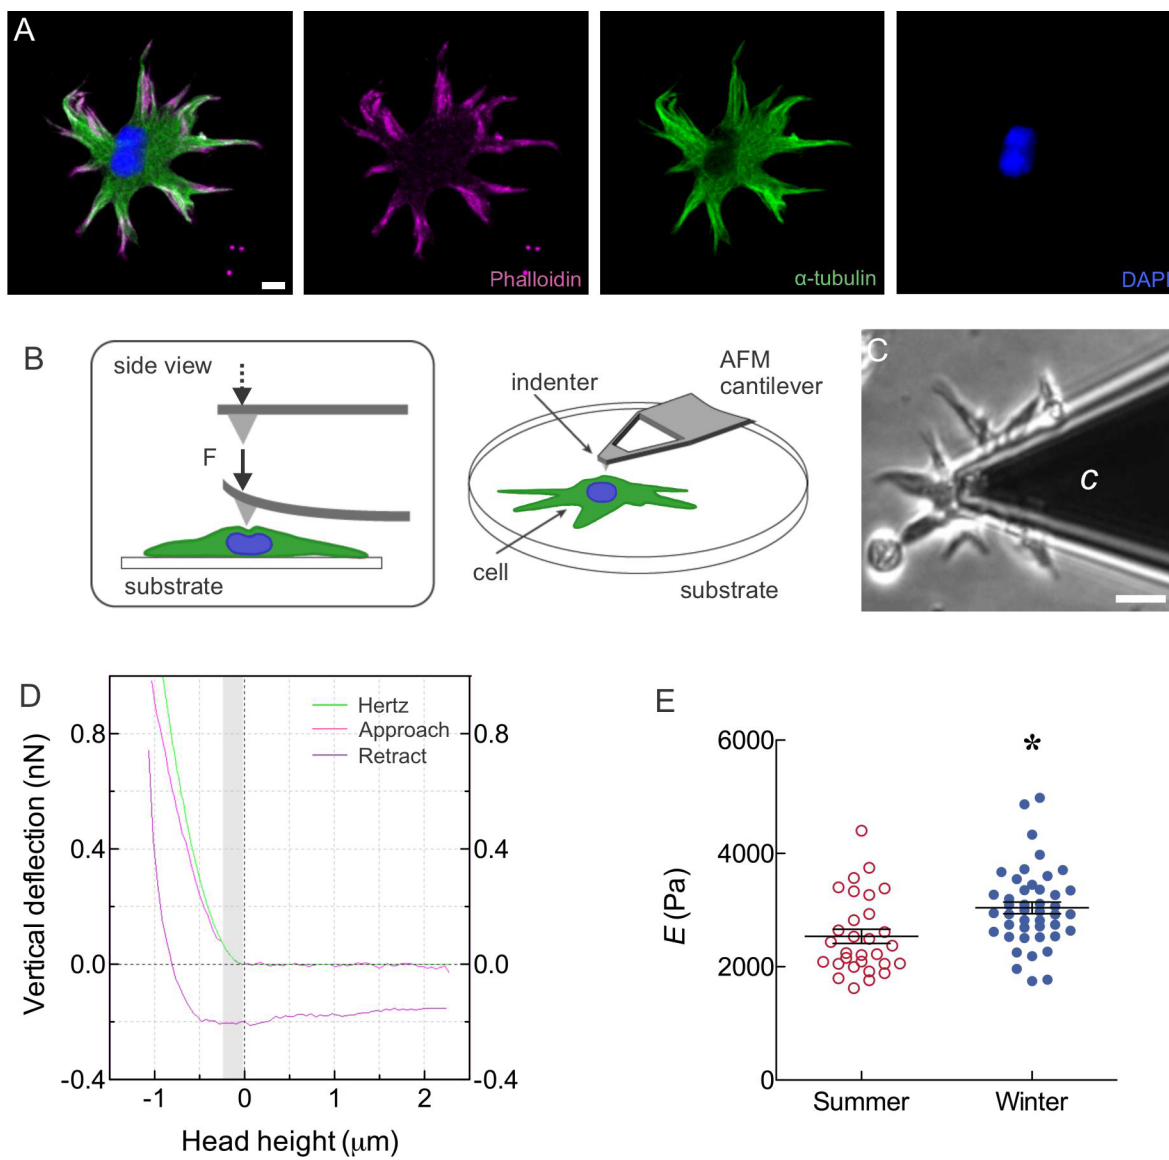 A
Phalloidin
α-tubulin
DAPI
B
side view
F
substrate
indenter
AFM
cantilever
cell
substrate
C
c
D
Hertz
Approach
Retract
Vertical deflection (nN)
0.8
0.4
0.0
-0.4
0.8
0.4
0.0
-0.4
-1
0
1
2
Head height (μm)
E
*
E (Pa)
6000
4000
2000
0
Summer
Winter